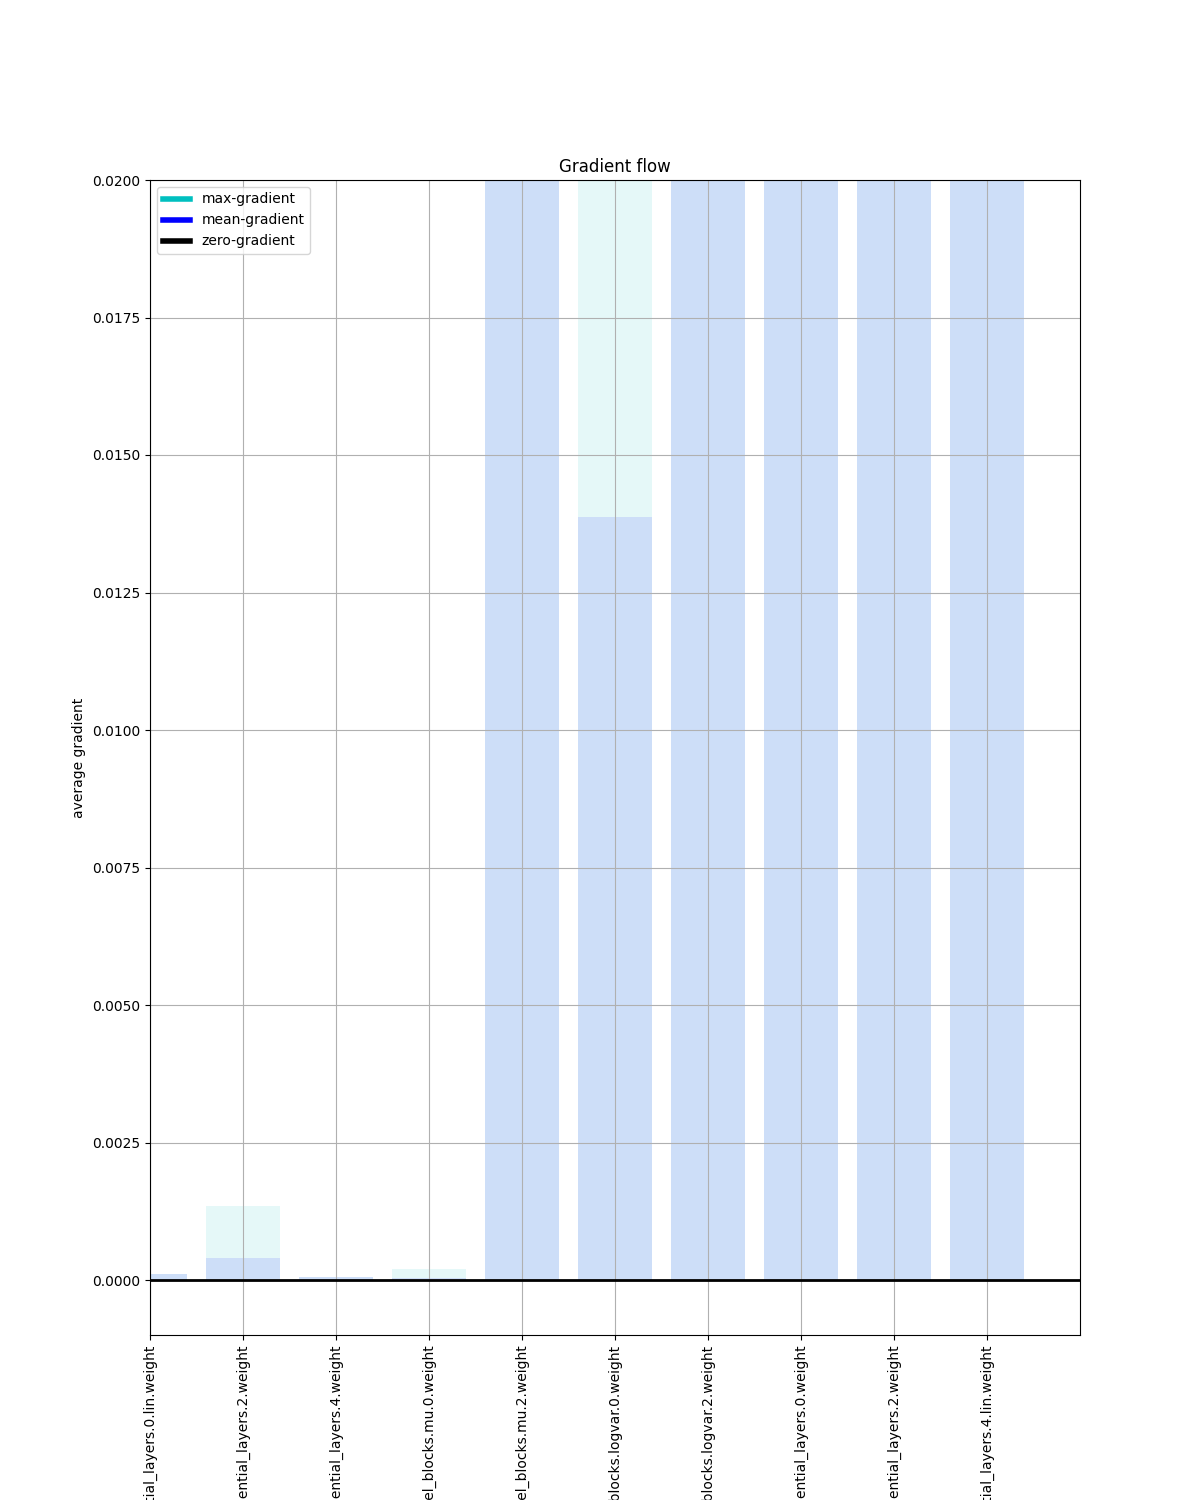 Gradient flow
max-gradient
mean-gradient
zero-gradient
average gradient
0.0200
0.0175
0.0150
0.0125
0.0100
0.0075
0.0050
0.0025
0.0000
tial_layers.0.lin.weight
ential_layers.2.weight
ential_layers.4.weight
el_blocks.mu.0.weight
el_blocks.mu.2.weight
blocks.logvar.0.weight
blocks.logvar.2.weight
ential_layers.0.weight
ential_layers.2.weight
tial_layers.4.lin.weight